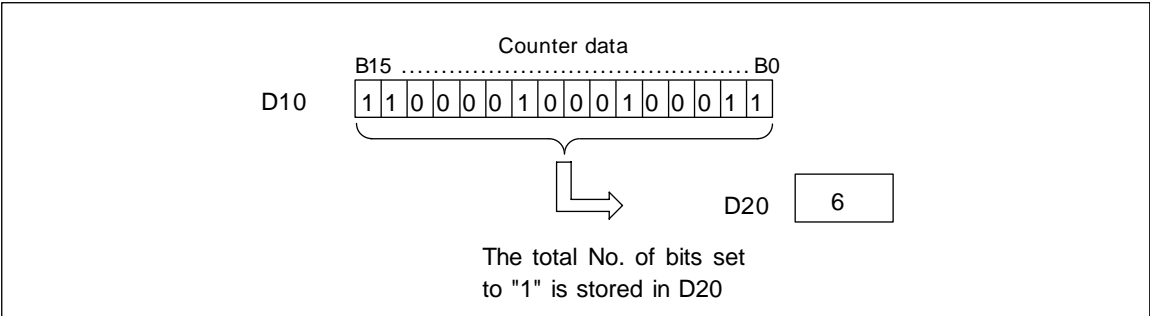 Counter data
B15 ............................................ B0
D10 1 1 0 0 0 0 1 0 0 0 1 0 0 0 1 1
D20 6
The total No. of bits set
to "1" is stored in D20